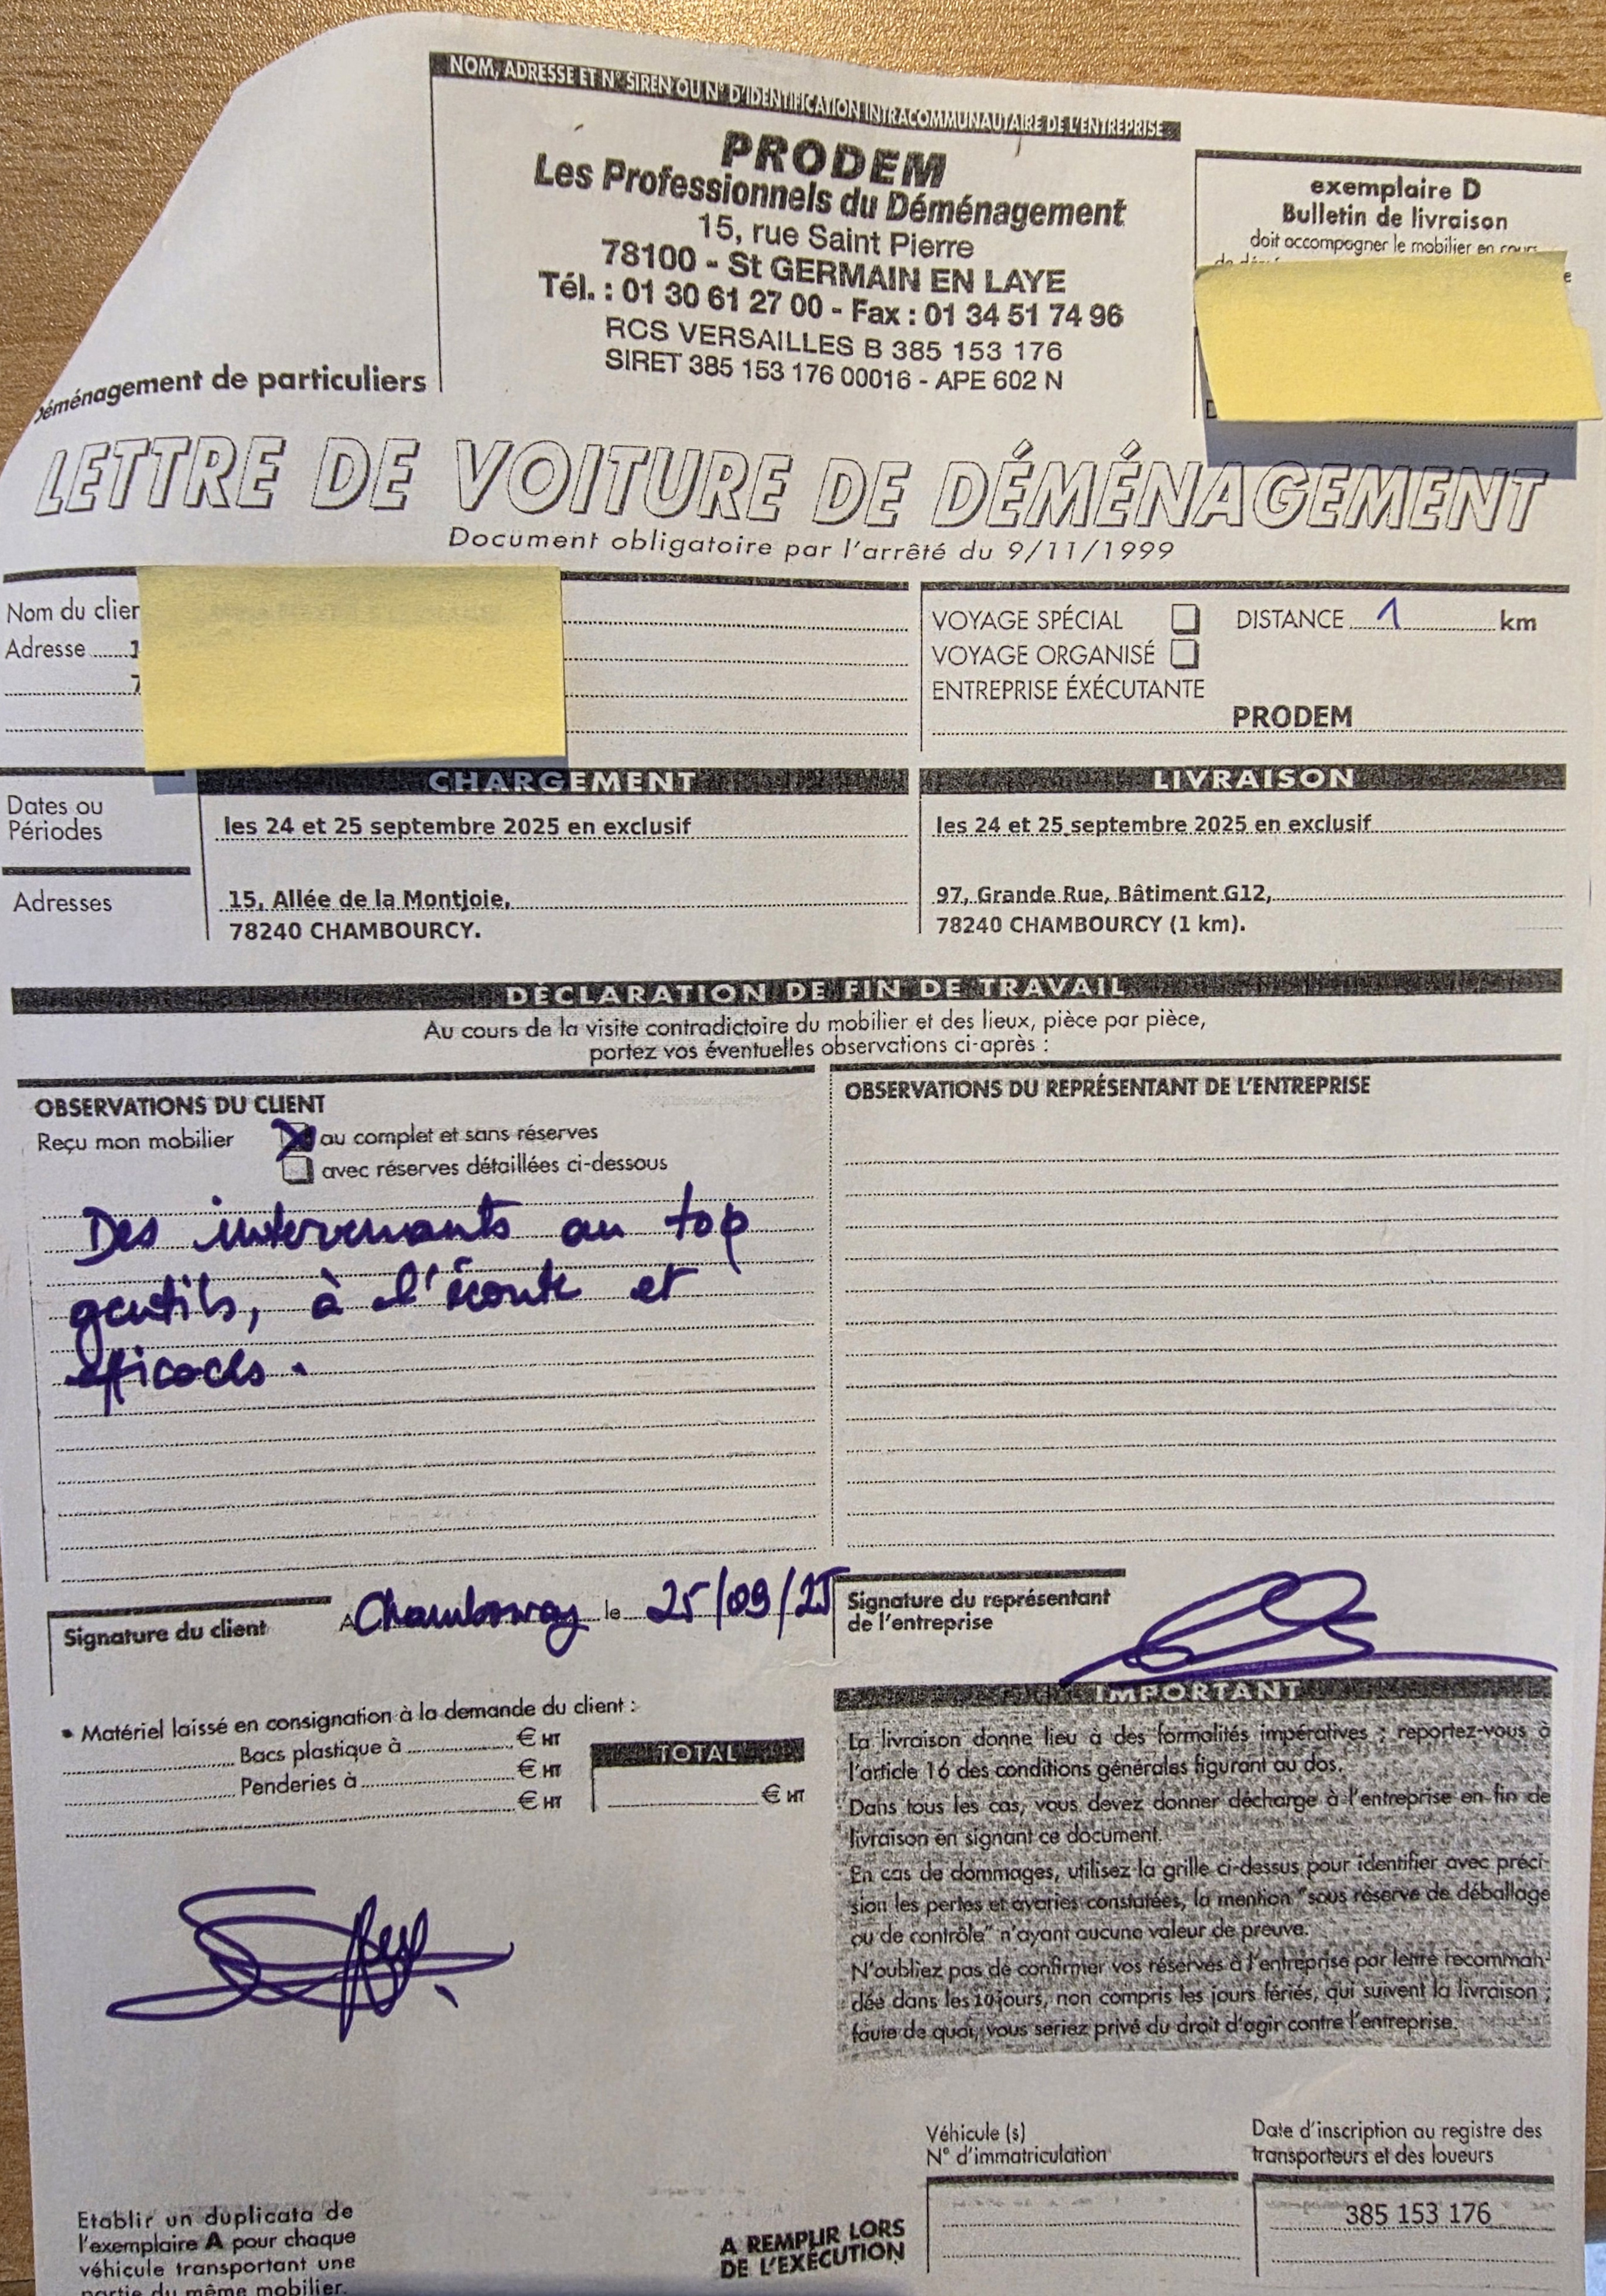 NOM, ADRESSE ET N° SIREN OU N° D'IDENTIFICATION INTRACOMMUNAUTAIRE DE L'ENTREPRISE
PRODEM
Les Professionnels du Déménagement
15, rue Saint Pierre
78100 - St GERMAIN EN LAYE
Tél. : 01 30 61 27 00 - Fax : 01 34 51 74 96
RCS VERSAILLES B 385 153 176
SIRET 385 153 176 00016 - APE 602 N
exemplaire D
Bulletin de livraison
doit accompagner le mobilier en cours
Déménagement de particuliers
LETTRE DE VOITURE DE DÉMÉNAGEMENT
Document obligatoire par l'arrêté du 9/11/1999
Nom du clien
Adresse 1
7
VOYAGE SPÉCIAL DISTANCE 1 km
VOYAGE ORGANISÉ
ENTREPRISE ÉXÉCUTANTE
PRODEM
CHARGEMENT
LIVRAISON
Dates ou
Périodes
les 24 et 25 septembre 2025 en exclusif
les 24 et 25 septembre 2025 en exclusif
Adresses
15, Allée de la Montjoie,
78240 CHAMBOURCY.
97, Grande Rue, Bâtiment G12,
78240 CHAMBOURCY (1 km).
DÉCLARATION DE FIN DE TRAVAIL
Au cours de la visite contradictoire du mobilier et des lieux, pièce par pièce,
portez vos éventuelles observations ci-après :
OBSERVATIONS DU CLIENT
Reçu mon mobilier au complet et sans réserves
avec réserves détaillées ci-dessous
Des intervenants au top
gentils, à l'écoute et
efficaces.
OBSERVATIONS DU REPRÉSENTANT DE L'ENTREPRISE
Signature du client
A Chambourcy le 25/09/25
Signature du représentant
de l'entreprise
• Matériel laissé en consignation à la demande du client :
Bacs plastique à € HT
Penderies à € HT
€ HT
TOTAL
€ HT
IMPORTANT
La livraison donne lieu à des formalités impératives : reportez-vous à
l'article 16 des conditions générales figurant au dos.
Dans tous les cas, vous devez donner décharge à l'entreprise en fin de
livraison en signant ce document.
En cas de dommages, utilisez la grille ci-dessus pour identifier avec préci-
sion les pertes et avaries constatées, la mention "sous réserve de déballage
ou de contrôle" n'ayant aucune valeur de preuve.
N'oubliez pas de confirmer vos réserves à l'entreprise par lettre recomman-
dée dans les 10 jours, non compris les jours fériés, qui suivent la livraison ;
faute de quoi, vous seriez privé du droit d'agir contre l'entreprise.
Véhicule (s)
N° d'immatriculation
Date d'inscription au registre des
transporteurs et des loueurs
385 153 176
Etablir un duplicata de
l'exemplaire A pour chaque
véhicule transportant une
partie du même mobilier.
A REMPLIR LORS
DE L'EXÉCUTION